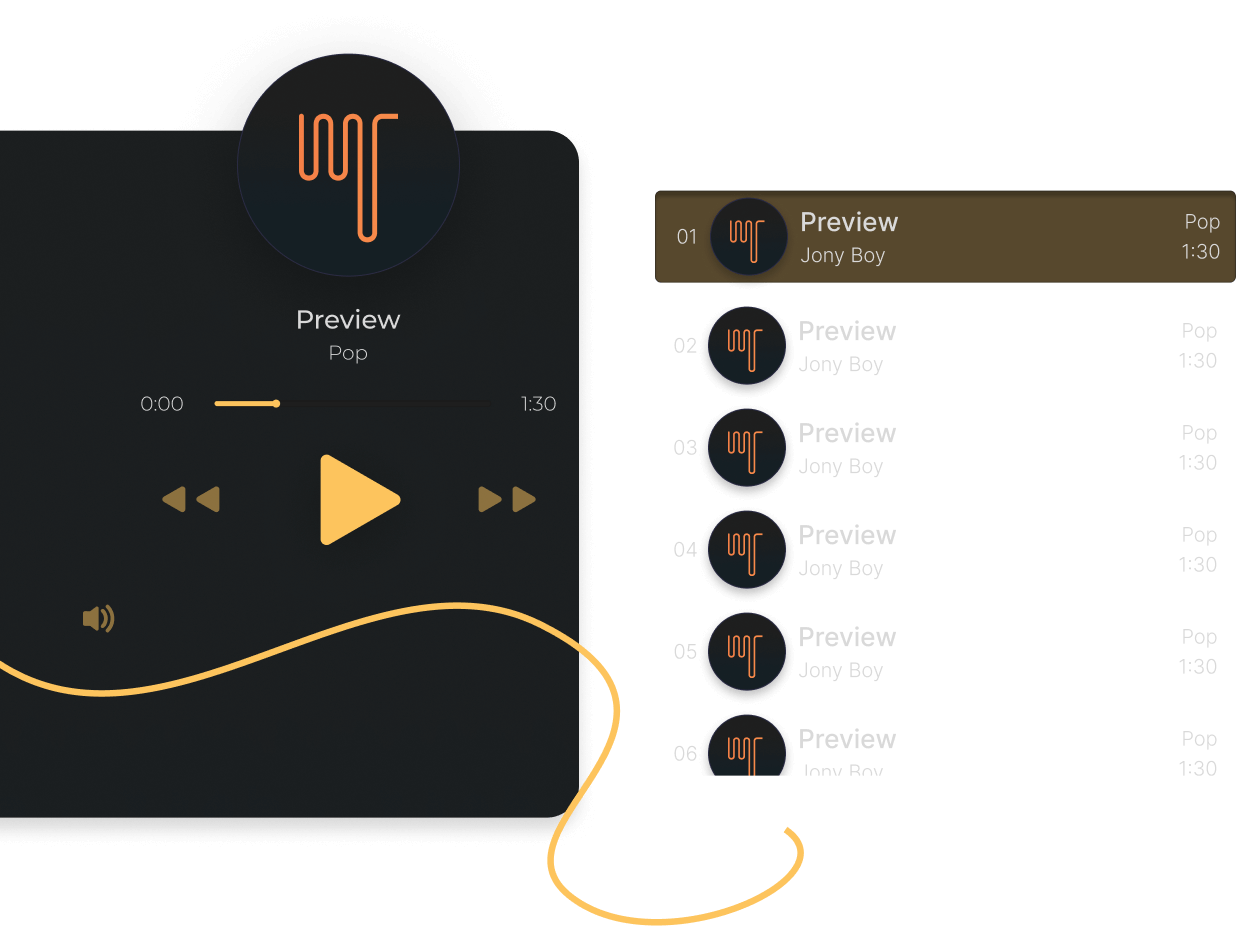 Preview
Pop
0:00 1:30
01 Preview Pop
Jony Boy 1:30
02 Preview Pop
Jony Boy 1:30
03 Preview Pop
Jony Boy 1:30
04 Preview Pop
Jony Boy 1:30
05 Preview Pop
Jony Boy 1:30
06 Preview Pop
Jony Boy 1:30